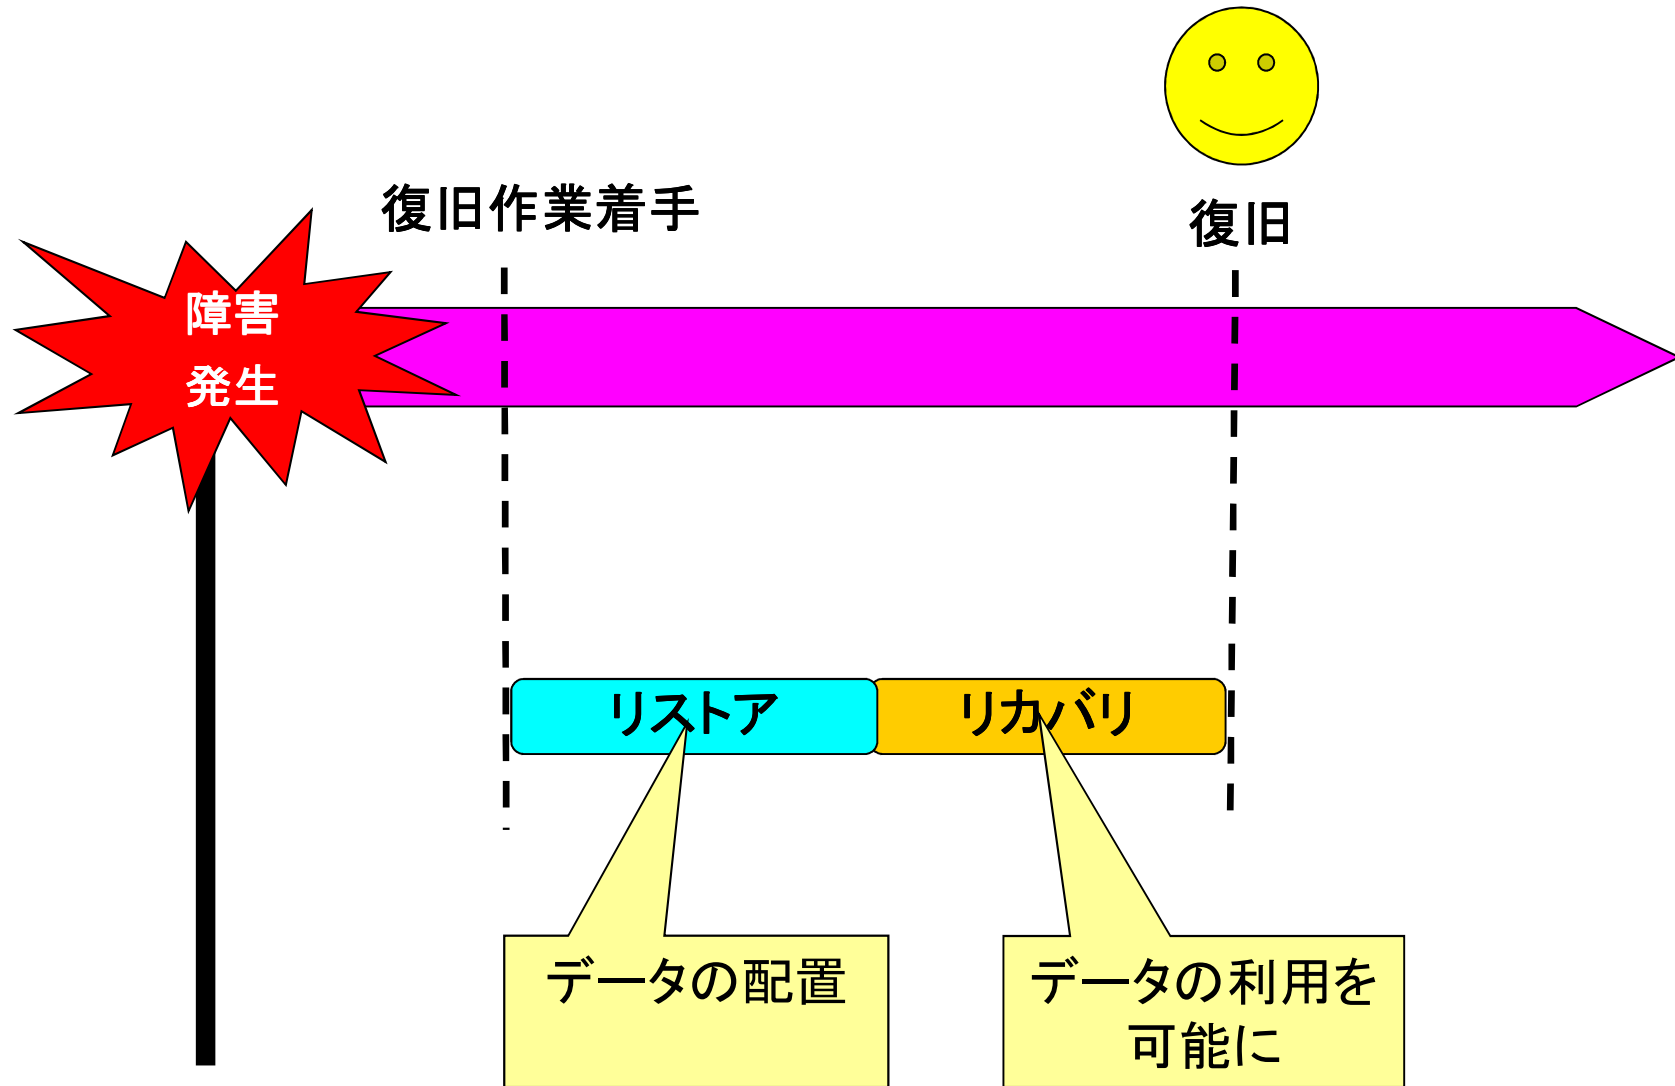 復旧作業着手
復旧
障害
発生
リストア
リカバリ
データの配置
データの利用を
可能に